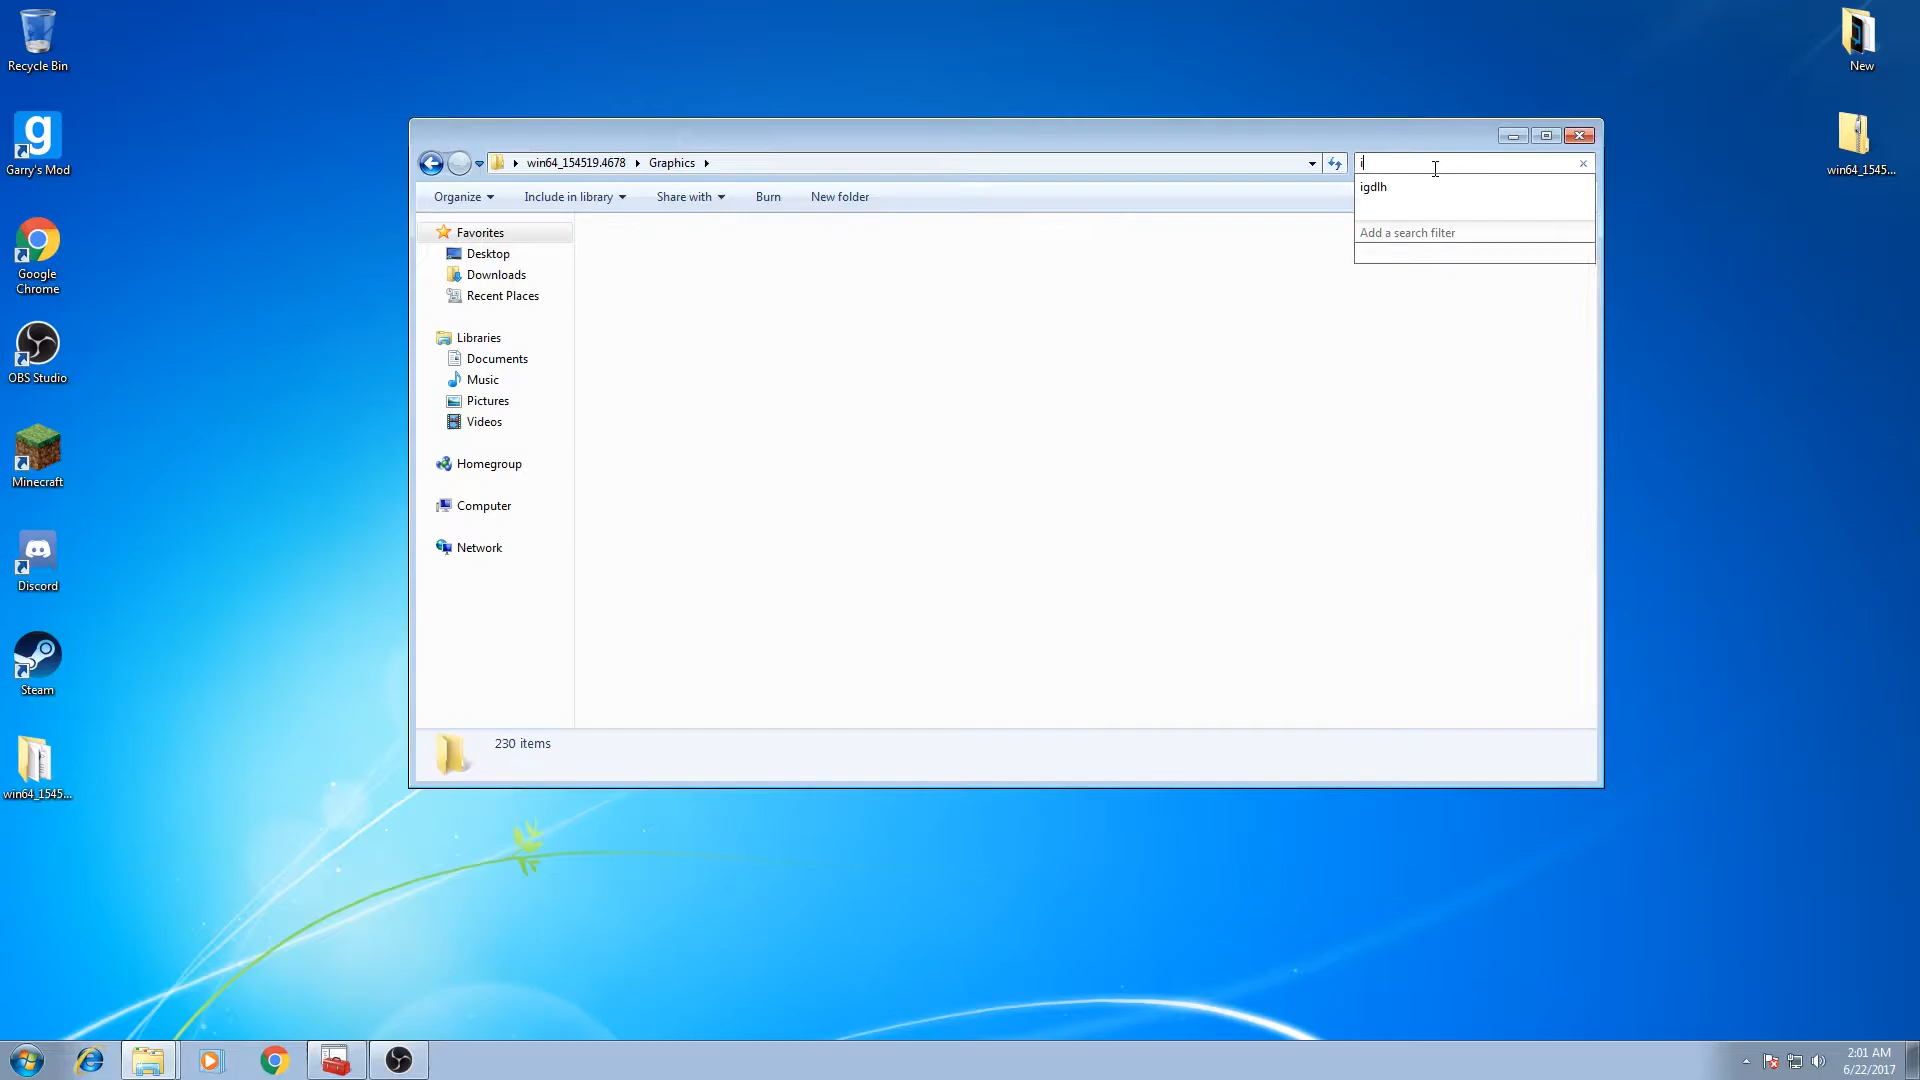 Recycle Bin
Garry's Mod
Google
Chrome
OBS Studio
Minecraft
Discord
Steam
win64_1545...
New
win64_1545...
win64_154519.4678
Graphics
i
igdlh
Add a search filter
Organize
Include in library
Share with
Burn
New folder
Favorites
Desktop
Downloads
Recent Places
Libraries
Documents
Music
Pictures
Videos
Homegroup
Computer
Network
230 items
2:01 AM
6/22/2017